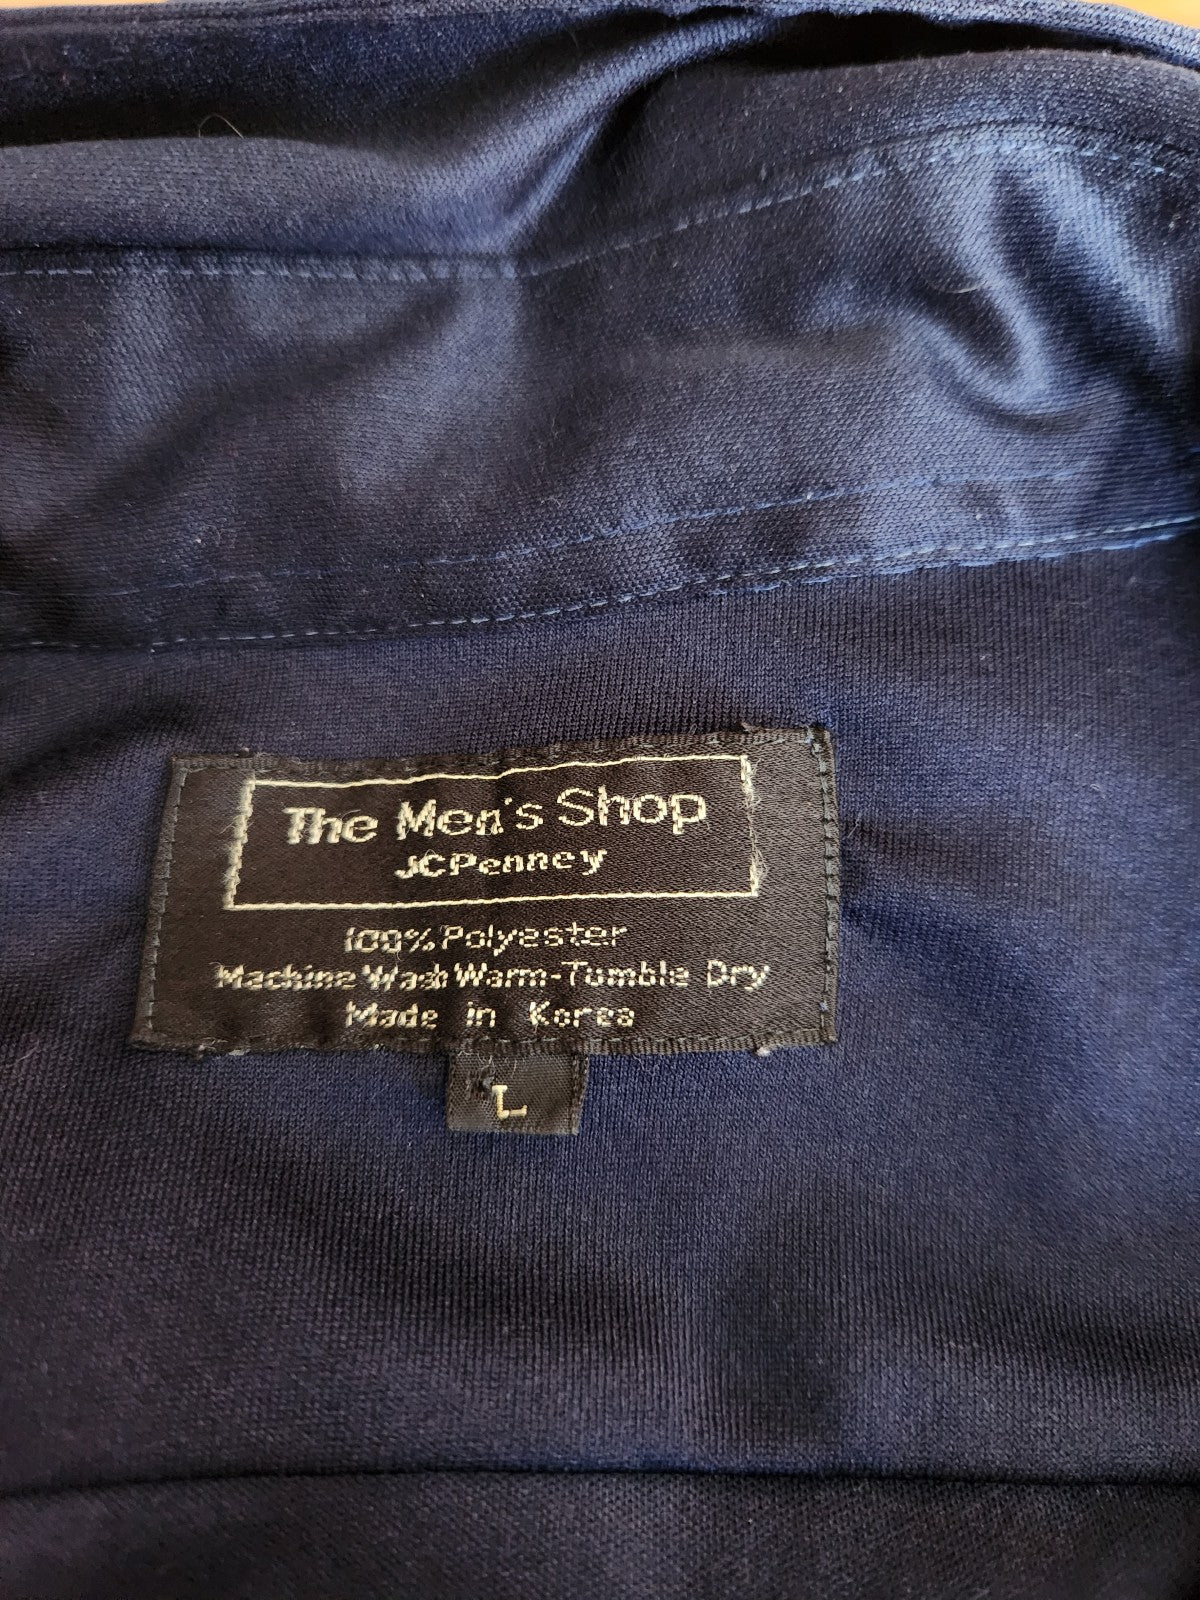 The Men's Shop
JCPenney
100% Polyester
Machine Wash Warm-Tumble Dry
Made in Korea
L